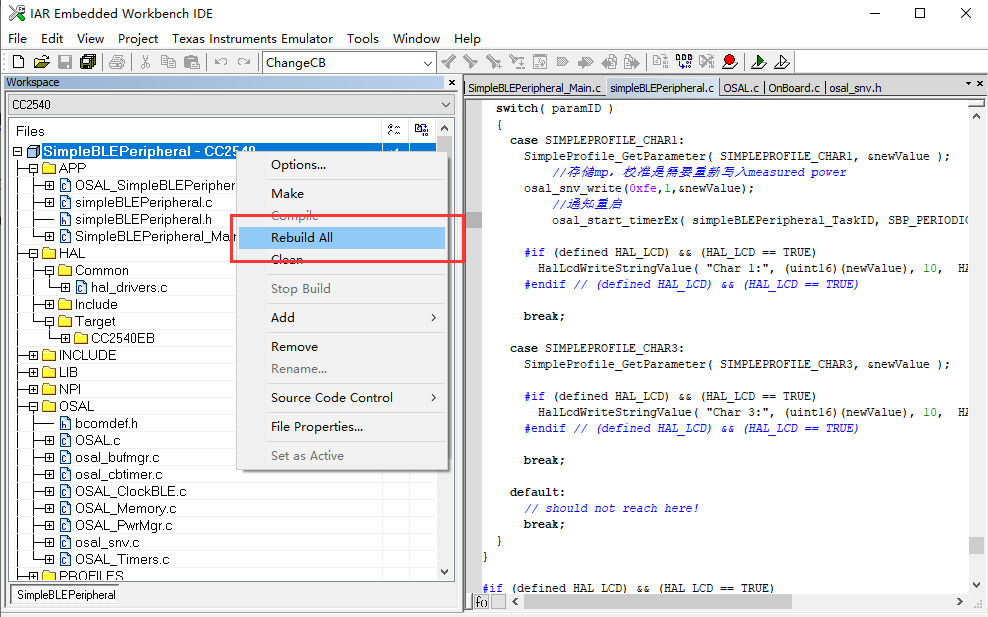 IAR Embedded Workbench IDE
File Edit View Project Texas Instruments Emulator Tools Window Help
ChangeCB
Workspace
CC2540
Files
SimpleBLEPeripheral - CC2540
APP
OSAL_SimpleBLEPeripher
simpleBLEPeripheral.c
simpleBLEPeripheral.h
SimpleBLEPeripheral_Mai
HAL
Common
hal_drivers.c
Include
Target
CC2540EB
INCLUDE
LIB
NPI
OSAL
bcomdef.h
OSAL.c
osal_bufmgr.c
osal_cbtimer.c
OSAL_ClockBLE.c
OSAL_Memory.c
OSAL_PwrMgr.c
osal_snv.c
OSAL_Timers.c
PROFILES
SimpleBLEPeripheral
Options...
Make
Compile
Rebuild All
Clean
Stop Build
Add
Remove
Rename...
Source Code Control
File Properties...
Set as Active
SimpleBLEPeripheral_Main.c simpleBLEPeripheral.c OSAL.c OnBoard.c osal_snv.h
switch( paramID )
{
case SIMPLEPROFILE_CHAR1:
SimpleProfile_GetParameter( SIMPLEPROFILE_CHAR1, &newValue );
//存储mp，校准是需要重新写入measured power
osal_snv_write(0xfe,1,&newValue);
//通知重启
osal_start_timerEx( simpleBLEPeripheral_TaskID, SBP_PERIODIC
#if (defined HAL_LCD) && (HAL_LCD == TRUE)
HalLcdWriteStringValue( "Char 1:", (uint16)(newValue), 10, HA
#endif // (defined HAL_LCD) && (HAL_LCD == TRUE)
break;
case SIMPLEPROFILE_CHAR3:
SimpleProfile_GetParameter( SIMPLEPROFILE_CHAR3, &newValue );
#if (defined HAL_LCD) && (HAL_LCD == TRUE)
HalLcdWriteStringValue( "Char 3:", (uint16)(newValue), 10, HA
#endif // (defined HAL_LCD) && (HAL_LCD == TRUE)
break;
default:
// should not reach here!
break;
}
}
#if (defined HAL_LCD) && (HAL_LCD == TRUE)
f()